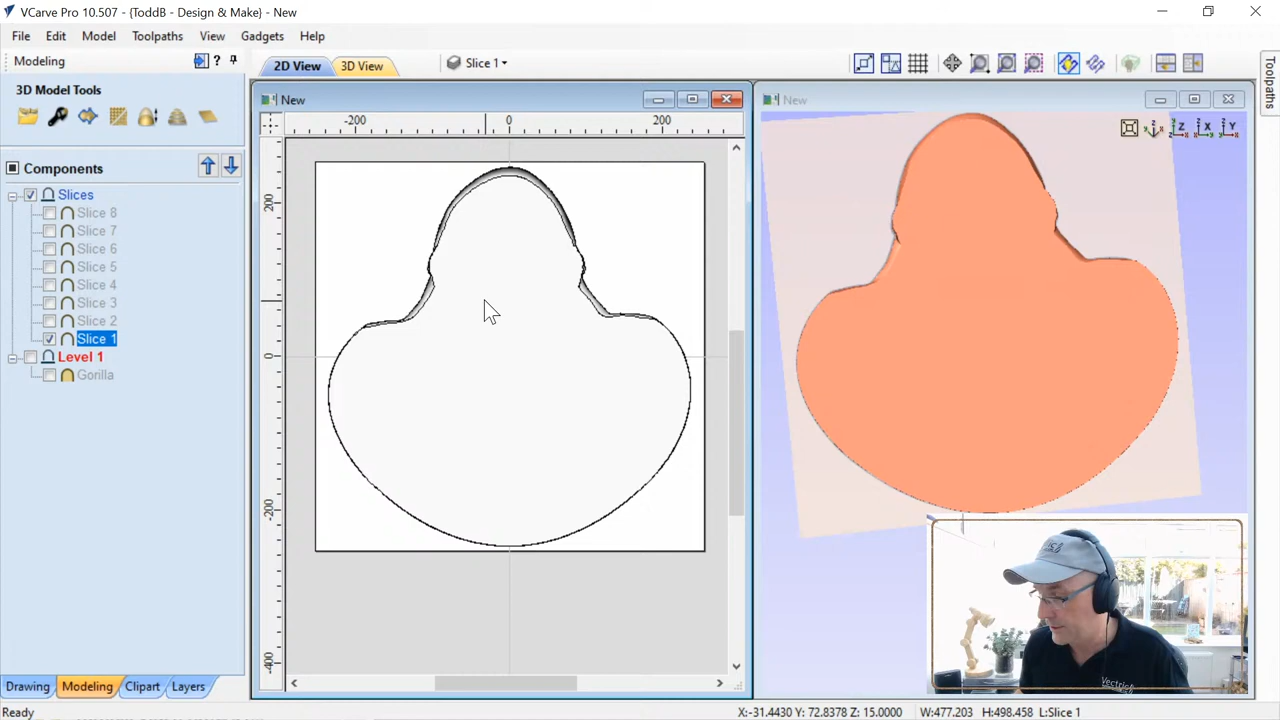 VCarve Pro 10.507 - {ToddB - Design & Make} - New
File Edit Model Toolpaths View Gadgets Help
Modeling ?
2D View 3D View Slice 1
3D Model Tools
New
New
-200 0 200
Z X Y
Components
Slices
Slice 8
Slice 7
Slice 6
Slice 5
Slice 4
Slice 3
Slice 2
Slice 1
Level 1
Gorilla
200
0
-200
-400
Toolpaths
Vectric
Drawing Modeling Clipart Layers
Ready X:-31.4430 Y: 72.8378 Z: 15.0000 W:477.203 H:498.458 L:Slice 1